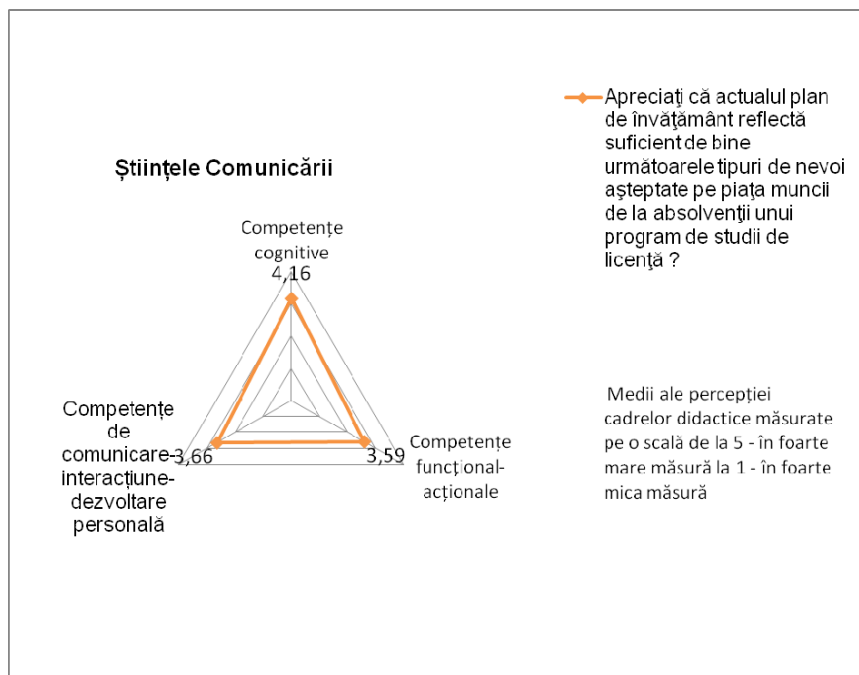 Științele Comunicării
Competențe
cognitive
4,16
Competențe
de
comunicare-
interacțiune-
dezvoltare
personală
3,66
3,59
Competențe
funcțional-
acționale
Apreciaţi că actualul plan
de învăţământ reflectă
suficient de bine
următoarele tipuri de nevoi
aşteptate pe piaţa muncii
de la absolvenţii unui
program de studii de
licenţă ?
Medii ale percepției
cadrelor didactice măsurate
pe o scală de la 5 - în foarte
mare măsură la 1 - în foarte
mica măsură